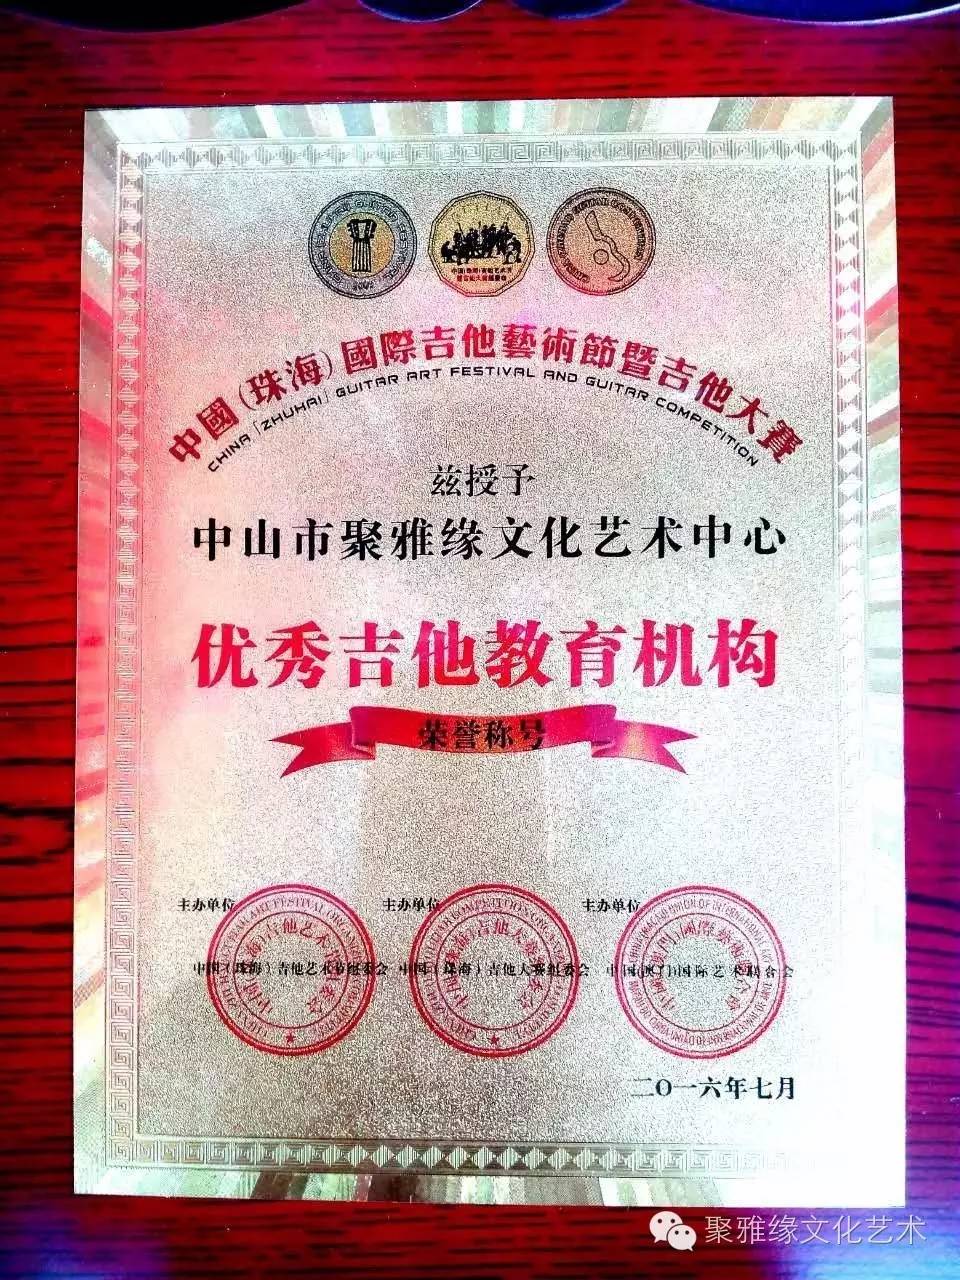 中國(珠海)國際吉他藝術節暨吉他大賽
CHINA「ZHUHAI」GUITAR ART FESTIVAL AND GUITAR COMPETITION
兹授予
中山市聚雅缘文化艺术中心
优秀吉他教育机构
荣誉称号
主办单位 主办单位 主办单位
中国（珠海）吉他艺术节组委会 中国（珠海）吉他大赛组委会 中国(澳门)国际艺术联合会
二〇一六年七月
聚雅缘文化艺术